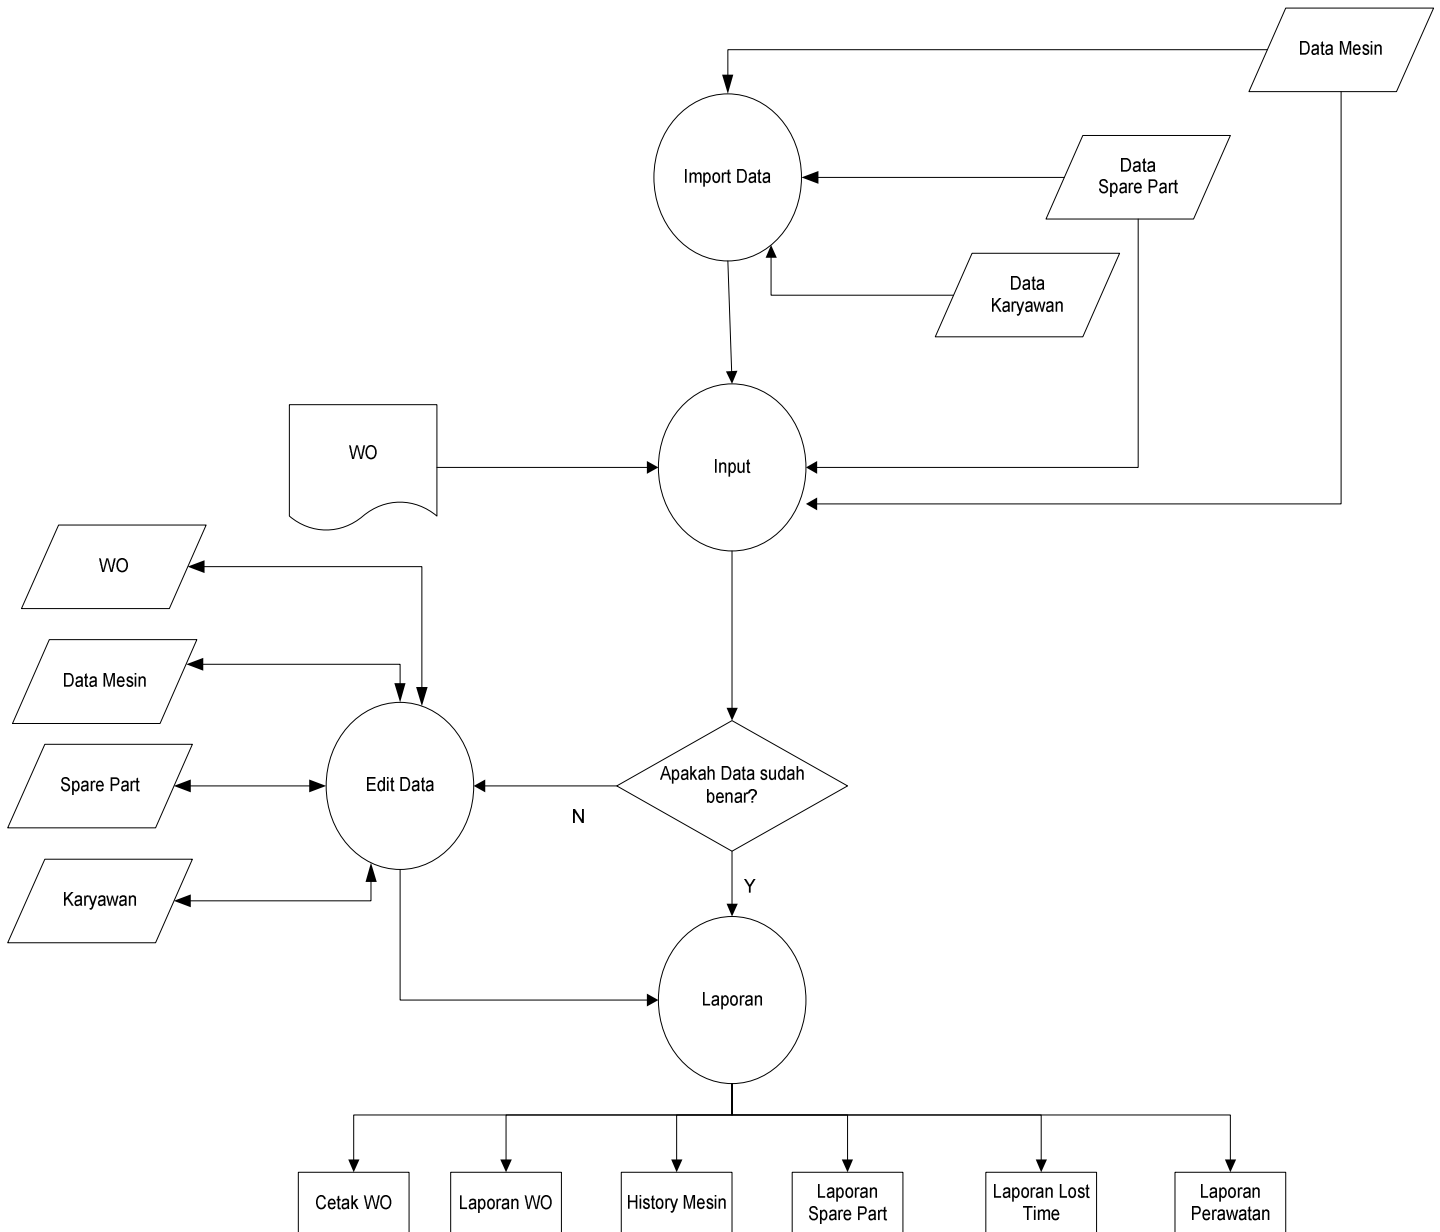 Data Mesin
Import Data
Data
Spare Part
Data
Karyawan
WO
Input
WO
Data Mesin
Spare Part
Edit Data
Apakah Data sudah
benar?
N
Karyawan
Y
Laporan
Cetak WO
Laporan WO
History Mesin
Laporan
Spare Part
Laporan Lost
Time
Laporan
Perawatan